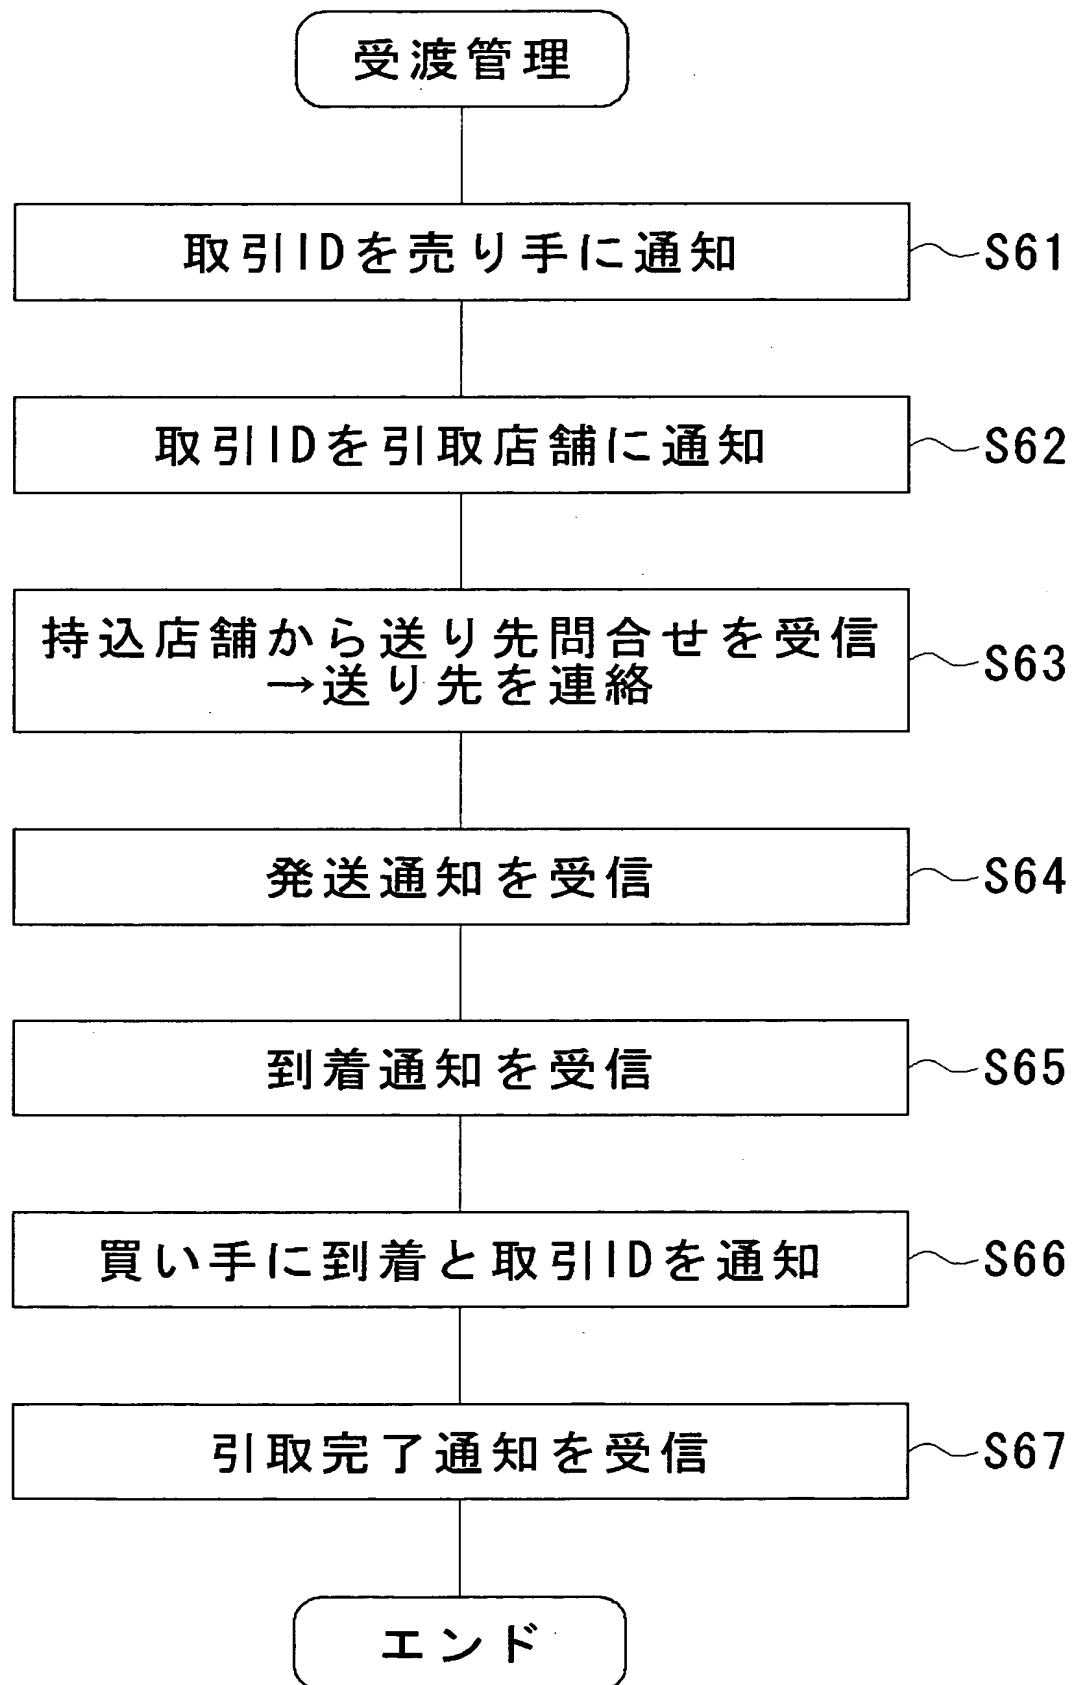 受渡管理
取引IDを売り手に通知
S61
取引IDを引取店舗に通知
S62
持込店舗から送り先問合せを受信
→送り先を連絡
S63
発送通知を受信
S64
到着通知を受信
S65
買い手に到着と取引IDを通知
S66
引取完了通知を受信
S67
エンド